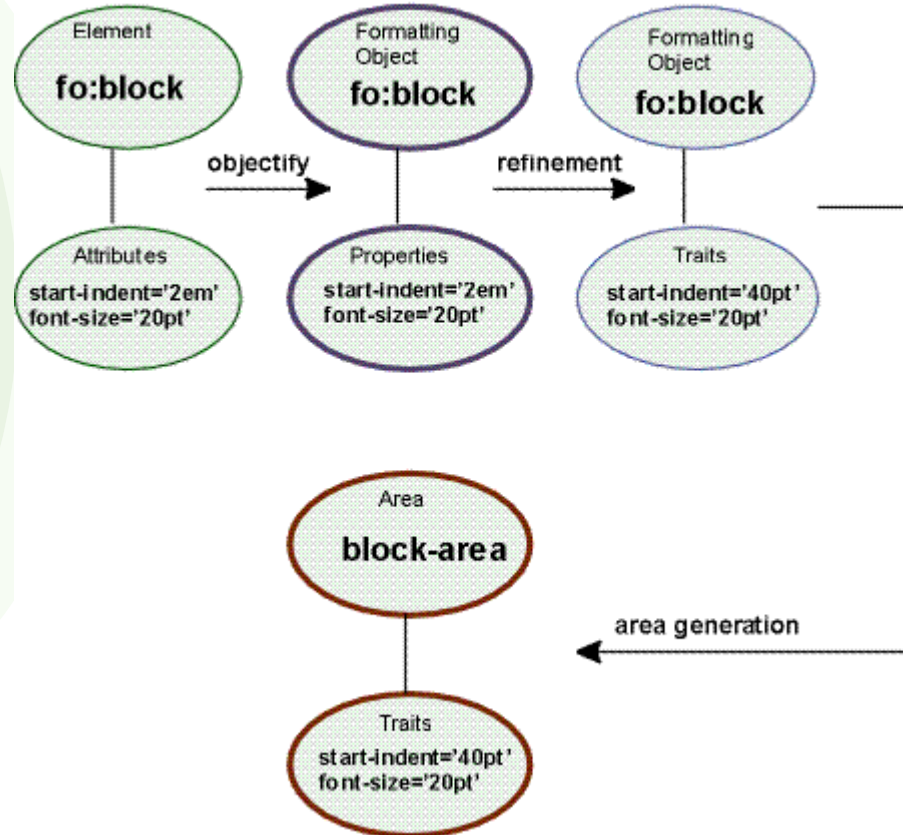 Element
fo:block
Formatting
Object
fo:block
Formatting
Object
fo:block
objectify
refinement
Attributes
start-indent='2em'
font-size='20pt'
Properties
start-indent='2em'
font-size='20pt'
Traits
start-indent='40pt'
font-size='20pt'
Area
block-area
area generation
Traits
start-indent='40pt'
font-size='20pt'